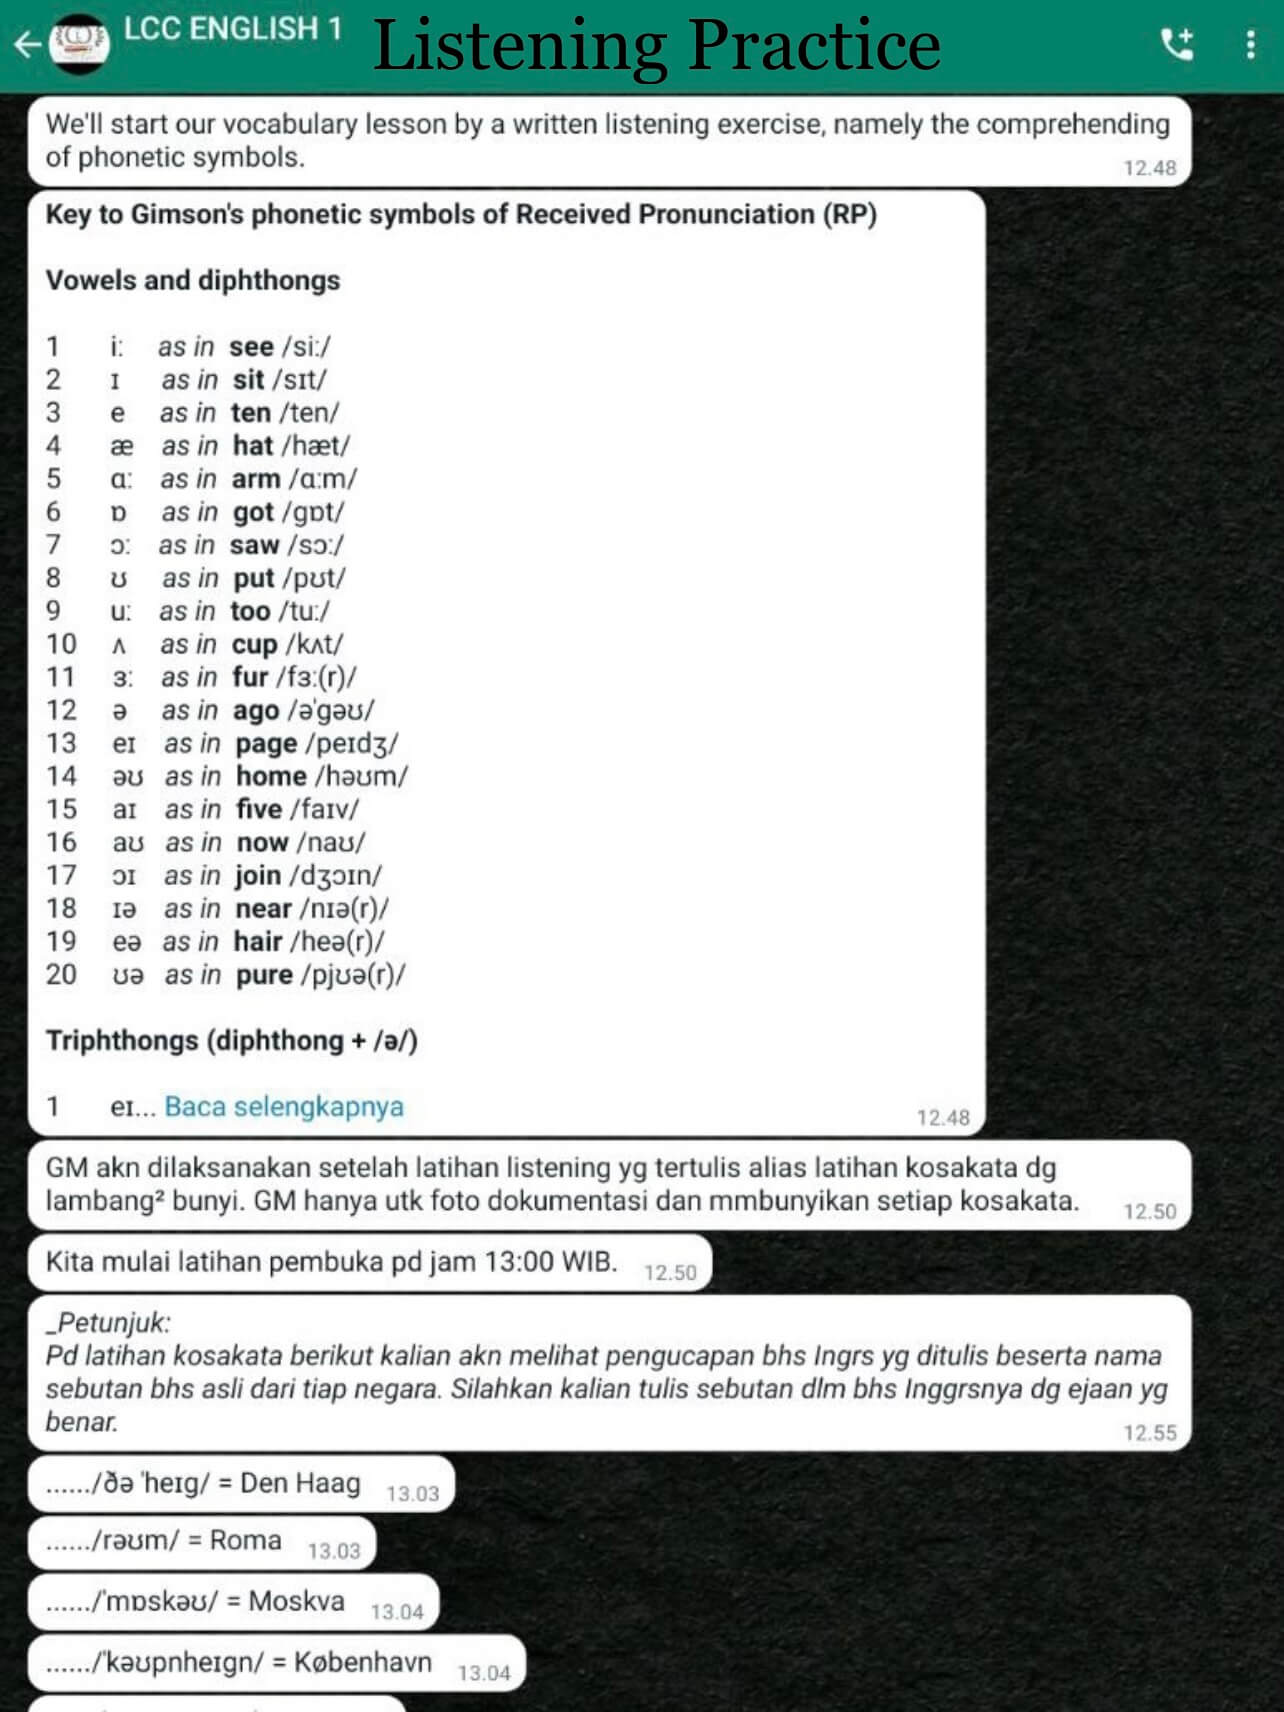 LCC ENGLISH 1
Listening Practice
We'll start our vocabulary lesson by a written listening exercise, namely the comprehending
of phonetic symbols.
12.48
Key to Gimson's phonetic symbols of Received Pronunciation (RP)
Vowels and diphthongs
1 iː as in see /siː/
2 ɪ as in sit /sɪt/
3 e as in ten /ten/
4 æ as in hat /hæt/
5 ɑː as in arm /ɑːm/
6 ɒ as in got /gɒt/
7 ɔː as in saw /sɔː/
8 ʊ as in put /pʊt/
9 uː as in too /tuː/
10 ʌ as in cup /kʌt/
11 ɜː as in fur /fɜː(r)/
12 ə as in ago /əˈgəʊ/
13 eɪ as in page /peɪdʒ/
14 əʊ as in home /həʊm/
15 aɪ as in five /faɪv/
16 aʊ as in now /naʊ/
17 ɔɪ as in join /dʒɔɪn/
18 ɪə as in near /nɪə(r)/
19 eə as in hair /heə(r)/
20 ʊə as in pure /pjʊə(r)/
Triphthongs (diphthong + /ə/)
1 eɪ... Baca selengkapnya
12.48
GM akn dilaksanakan setelah latihan listening yg tertulis alias latihan kosakata dg
lambang² bunyi. GM hanya utk foto dokumentasi dan mmbunyikan setiap kosakata.
12.50
Kita mulai latihan pembuka pd jam 13:00 WIB. 12.50
_Petunjuk:
Pd latihan kosakata berikut kalian akn melihat pengucapan bhs Ingrs yg ditulis beserta nama
sebutan bhs asli dari tiap negara. Silahkan kalian tulis sebutan dlm bhs Inggrsnya dg ejaan yg
benar.
12.55
....../ðə ˈheɪg/ = Den Haag 13.03
....../rəʊm/ = Roma 13.03
....../ˈmɒskəʊ/ = Moskva 13.04
....../ˈkəʊpnheɪgn/ = København 13.04